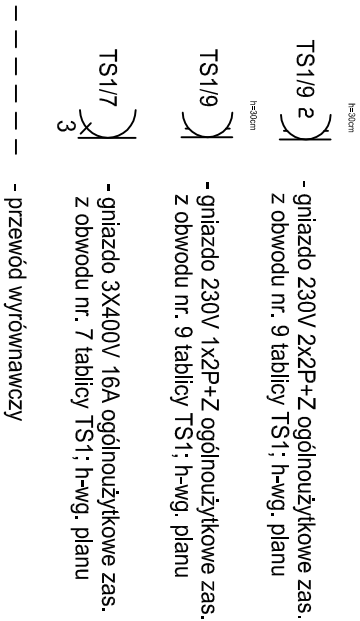 h=30cm
TS1/9 2
- gniazdo 230V 2x2P+Z ogólnoużytkowe zas.
z obwodu nr. 9 tablicy TS1; h-wg. planu
h=30cm
TS1/9
- gniazdo 230V 1x2P+Z ogólnoużytkowe zas.
z obwodu nr. 9 tablicy TS1; h-wg. planu
TS1/7
3
- gniazdo 3X400V 16A ogólnoużytkowe zas.
z obwodu nr. 7 tablicy TS1; h-wg. planu
- przewód wyrównawczy